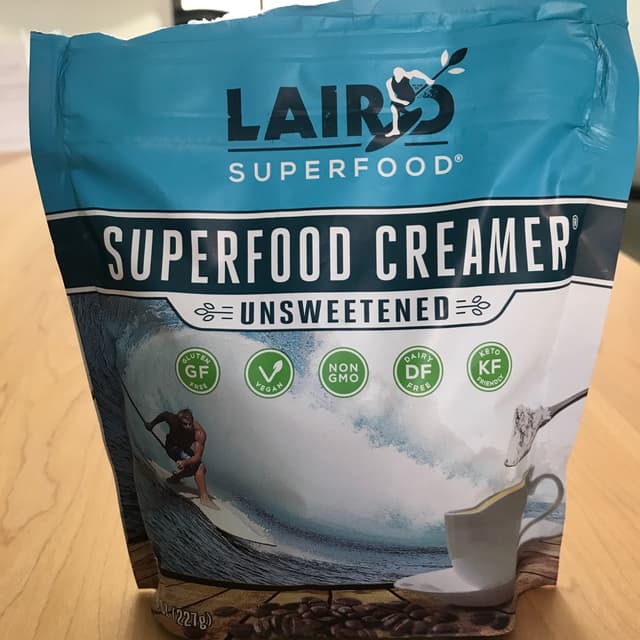 LAIRD
SUPERFOOD®
SUPERFOOD CREAMER®
UNSWEETENED
GLUTEN
GF
FREE
VEGAN
NON
GMO
DAIRY
DF
FREE
KETO
KF
FRIENDLY
(227g)